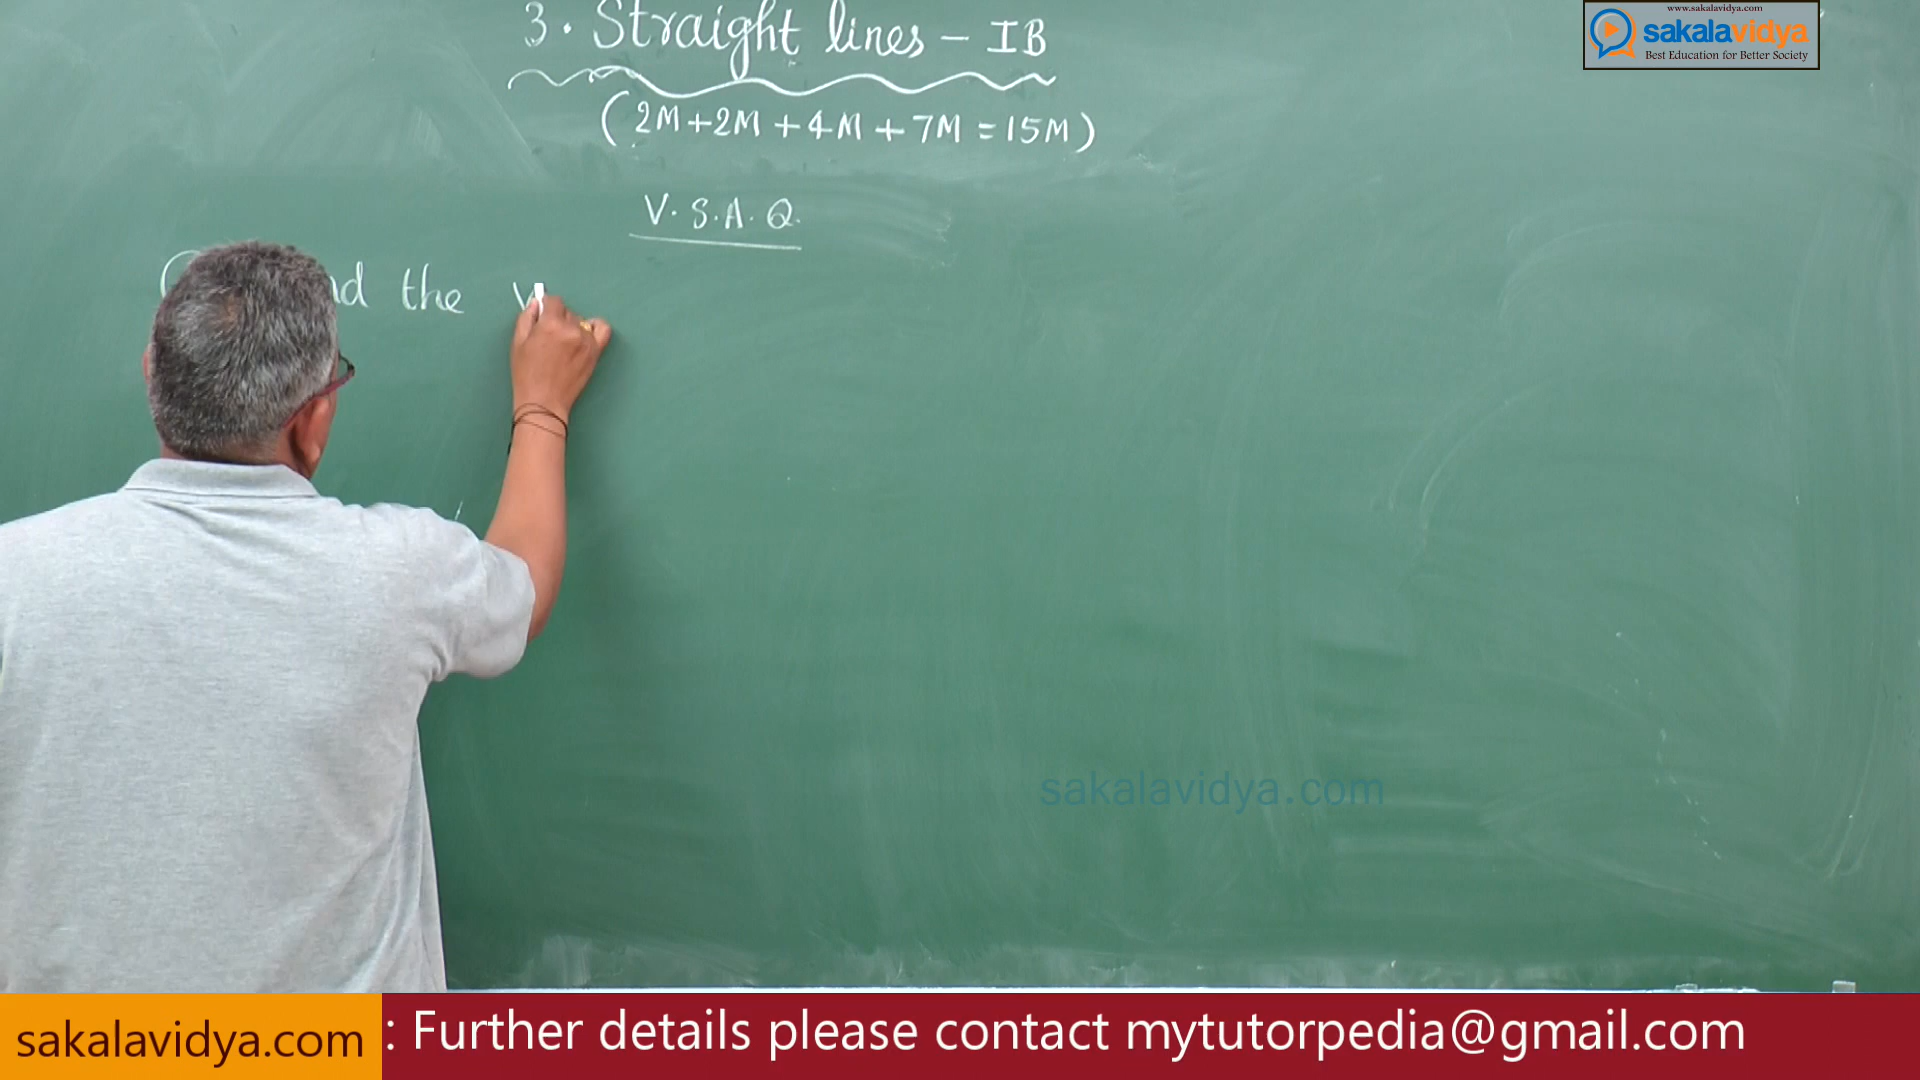 www.sakalavidya.com
sakalavidya
Best Education for Better Society
3. Straight lines - IB
(2M+2M+4M+7M=15M)
V.S.A.Q.
the
sakalavidya.com
sakalavidya.com : Further details please contact mytutorpedia@gmail.com